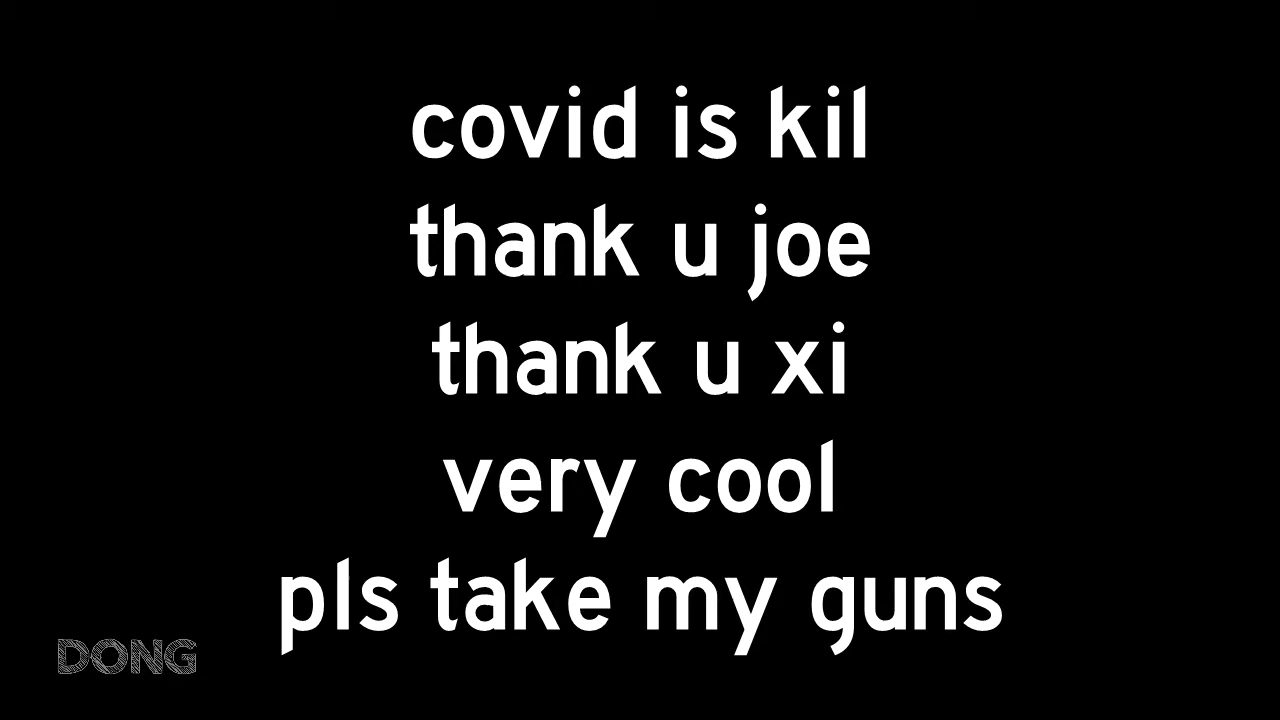 covid is kil
thank u joe
thank u xi
very cool
pls take my guns
DONG